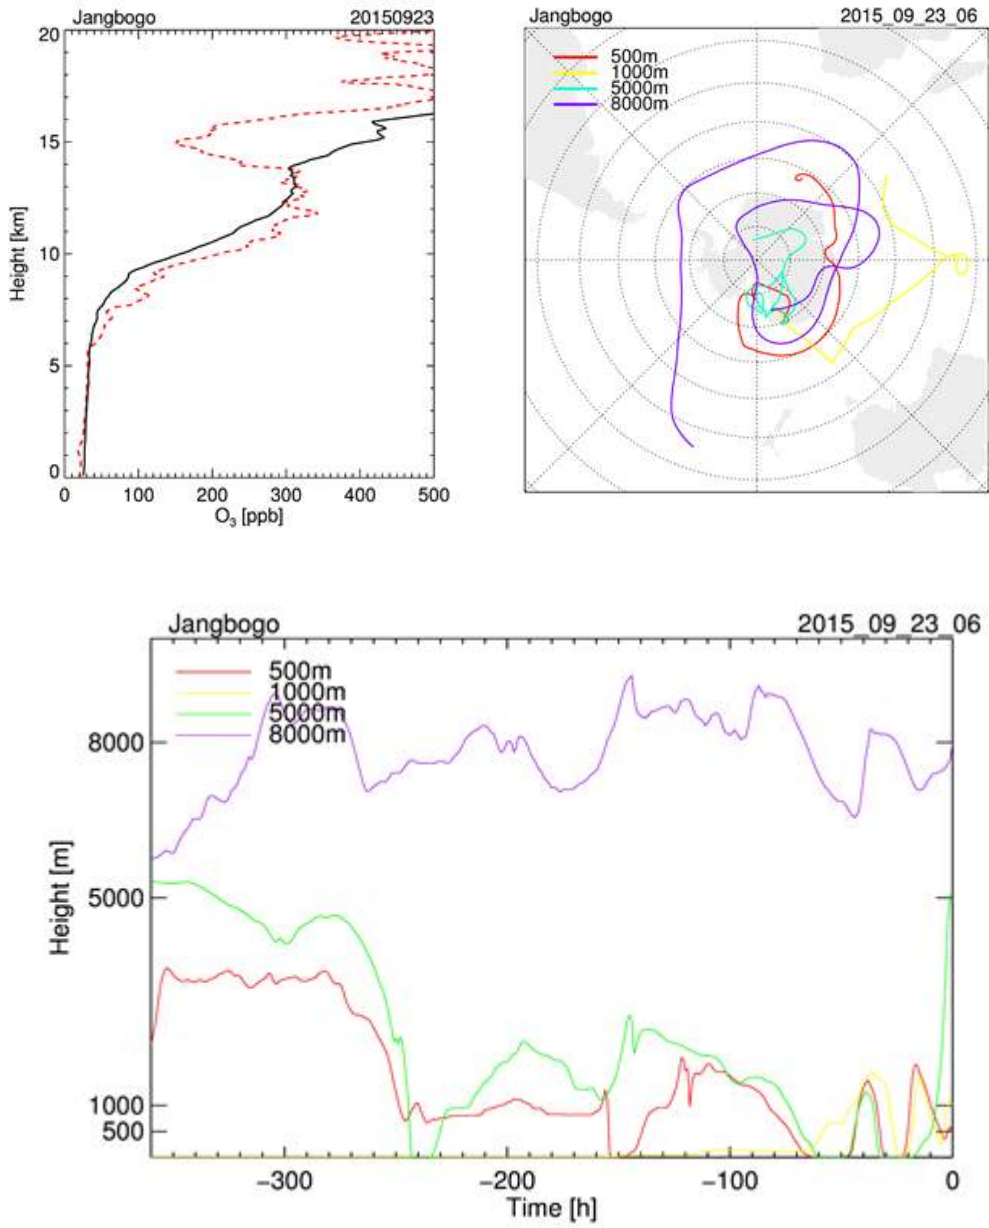 Jangbogo 20150923
20
15
10
5
0
Height [km]
0 100 200 300 400 500
O₃ [ppb]
Jangbogo 2015_09_23_06
500m
1000m
5000m
8000m
Jangbogo 2015_09_23_06
500m
1000m
5000m
8000m
8000
5000
1000
500
Height [m]
−300 −200 −100 0
Time [h]